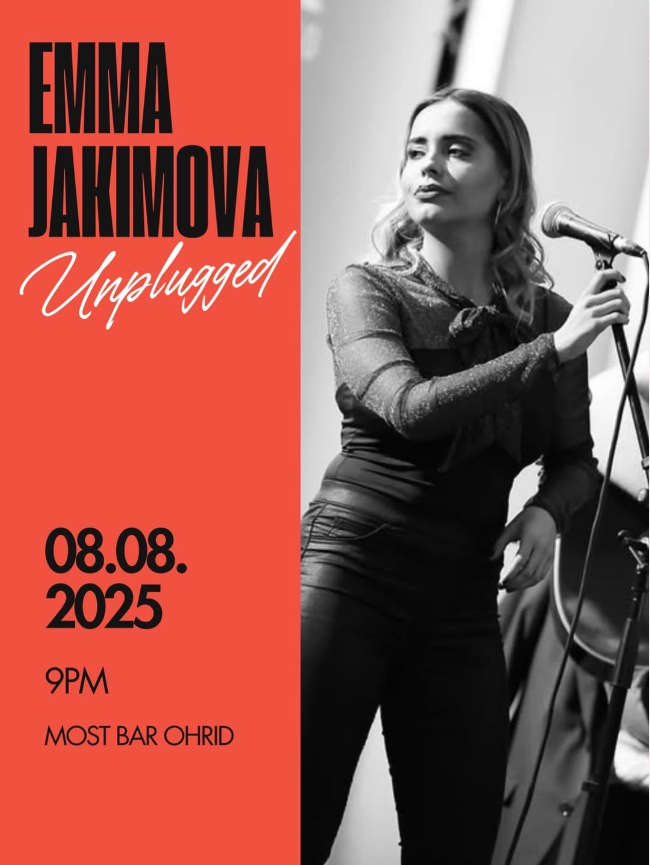 EMMA
JAKIMOVA
Unplugged
08.08.
2025
9PM
MOST BAR OHRID